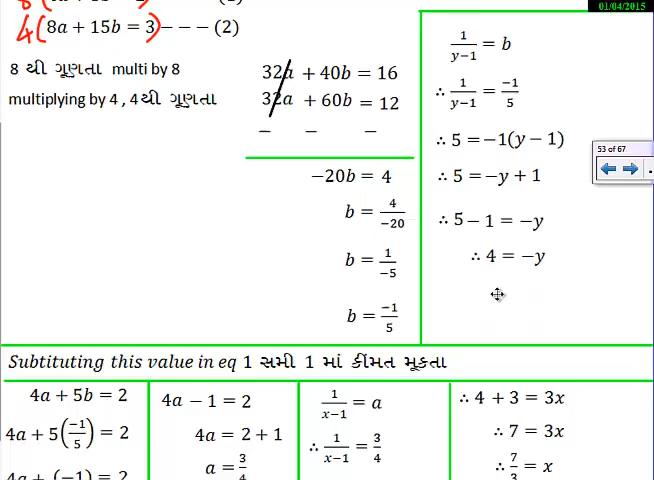 01/04/2015
4(8a + 15b = 3) - - - (2)
8 થી ગૂણતા multi by 8
multiplying by 4 , 4થી ગૂણતા
32a + 40b = 16
32a + 60b = 12
− − −
−20b = 4
b = 4/−20
b = 1/−5
b = −1/5
1/(y−1) = b
∴ 1/(y−1) = −1/5
∴ 5 = −1(y − 1)
∴ 5 = −y + 1
∴ 5 − 1 = −y
∴ 4 = −y
53 of 67
Subtituting this value in eq 1 સમી 1 માં કીંમત મૂકતા
4a + 5b = 2
4a + 5(−1/5) = 2
4a + (−1) = 2
4a − 1 = 2
4a = 2 + 1
a = 3/4
1/(x−1) = a
∴ 1/(x−1) = 3/4
∴ 4 + 3 = 3x
∴ 7 = 3x
∴ 7/3 = x